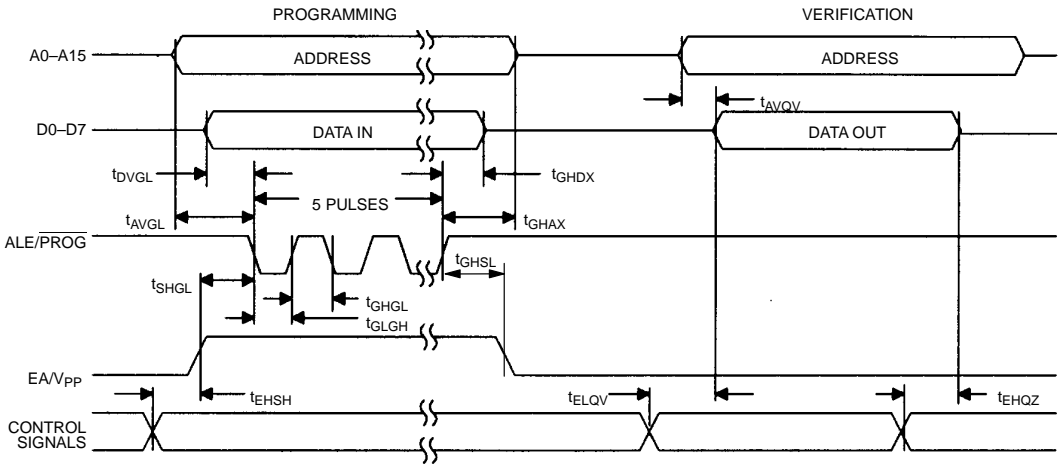 PROGRAMMING
VERIFICATION
A0–A15
ADDRESS
ADDRESS
tAVQV
D0–D7
DATA IN
DATA OUT
tDVGL
tGHDX
5 PULSES
tAVGL
tGHAX
ALE/PROG
tGHSL
tSHGL
tGHGL
tGLGH
EA/VPP
tEHSH
tELQV
tEHQZ
CONTROL
SIGNALS